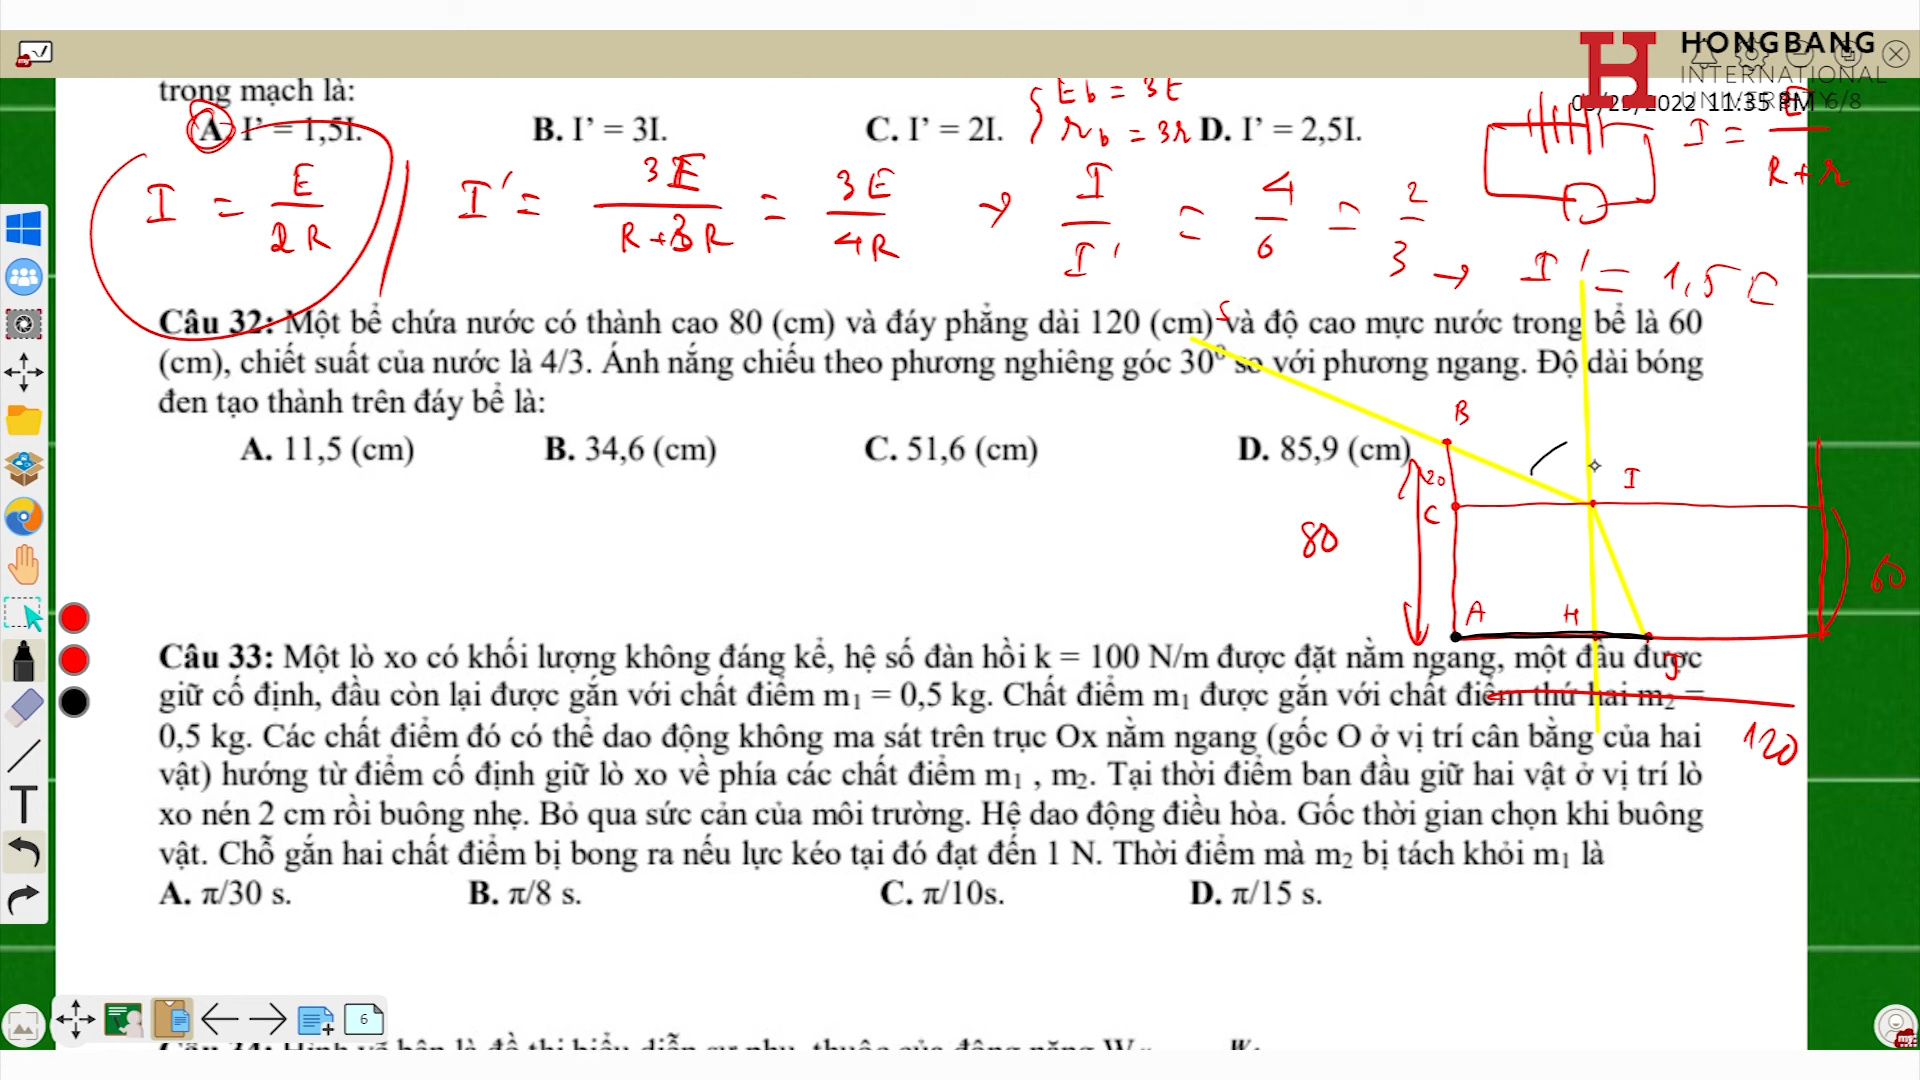 HONGBANG
INTERNATIONAL
UNIVERSITY
2022 11:35 PM 6/8
trong mạch là:
A. I’ = 1,5I. B. I’ = 3I. C. I’ = 2I. D. I’ = 2,5I.
Eb = 3E
rb = 3r
I = E / R + r
I = E / 2R
I' = 3E / R + 3R = 3E / 4R → I / I' = 4 / 6 = 2 / 3 → I' = 1,5
Câu 32: Một bể chứa nước có thành cao 80 (cm) và đáy phẳng dài 120 (cm) và độ cao mực nước trong bể là 60
(cm), chiết suất của nước là 4/3. Ánh nắng chiếu theo phương nghiêng góc 30⁰ so với phương ngang. Độ dài bóng
đen tạo thành trên đáy bể là:
A. 11,5 (cm) B. 34,6 (cm) C. 51,6 (cm) D. 85,9 (cm)
S
B
20
I
C
80
60
A H
J
120
Câu 33: Một lò xo có khối lượng không đáng kể, hệ số đàn hồi k = 100 N/m được đặt nằm ngang, một đầu được
giữ cố định, đầu còn lại được gắn với chất điểm m₁ = 0,5 kg. Chất điểm m₁ được gắn với chất điểm thứ hai m₂ =
0,5 kg. Các chất điểm đó có thể dao động không ma sát trên trục Ox nằm ngang (gốc O ở vị trí cân bằng của hai
vật) hướng từ điểm cố định giữ lò xo về phía các chất điểm m₁ , m₂. Tại thời điểm ban đầu giữ hai vật ở vị trí lò
xo nén 2 cm rồi buông nhẹ. Bỏ qua sức cản của môi trường. Hệ dao động điều hòa. Gốc thời gian chọn khi buông
vật. Chỗ gắn hai chất điểm bị bong ra nếu lực kéo tại đó đạt đến 1 N. Thời điểm mà m₂ bị tách khỏi m₁ là
A. π/30 s. B. π/8 s. C. π/10s. D. π/15 s.
6